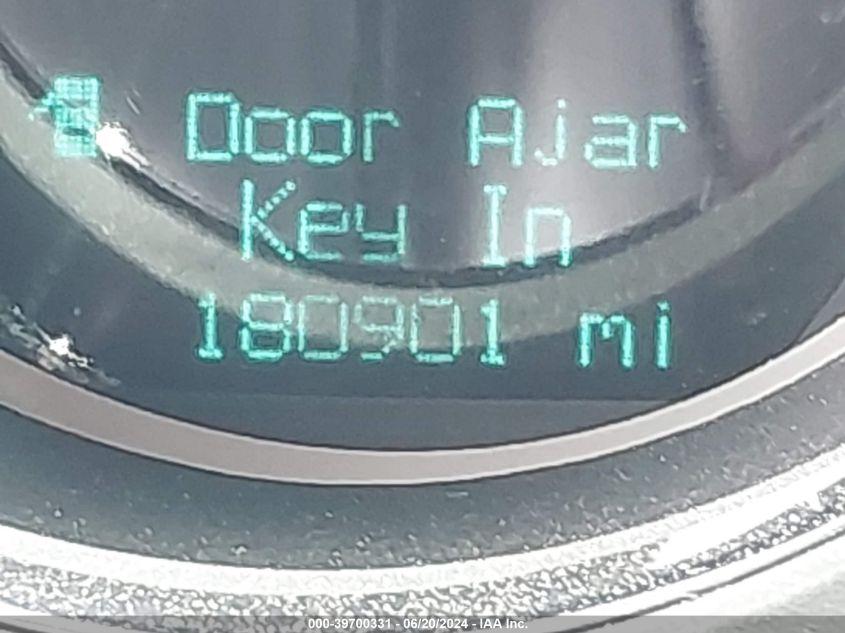 Door Ajar
Key In
180901 mi
000-39700331 - 06/20/2024 - IAA Inc.